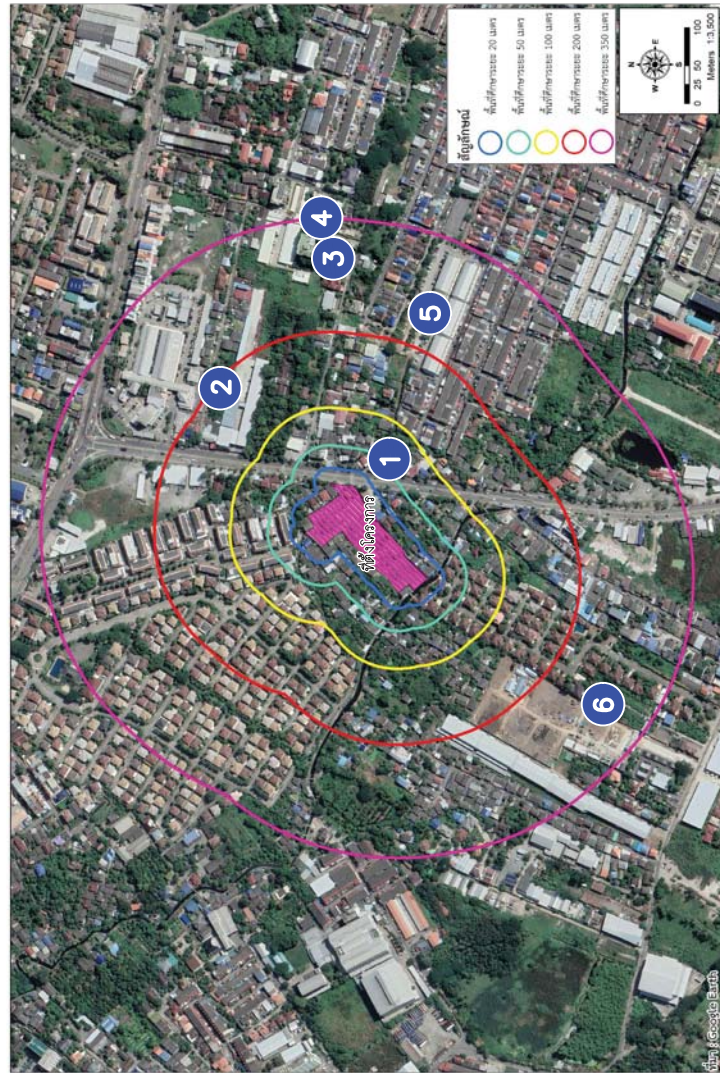 สัญลักษณ์
พื้นที่ศึกษาระยะ 20 เมตร
พื้นที่ศึกษาระยะ 50 เมตร
พื้นที่ศึกษาระยะ 100 เมตร
พื้นที่ศึกษาระยะ 200 เมตร
พื้นที่ศึกษาระยะ 350 เมตร
N
W E
S
0 25 50 100
Meters 1:3,500
4
3
5
2
1
ที่ตั้งโครงการ
6
ที่มา : Google Earth